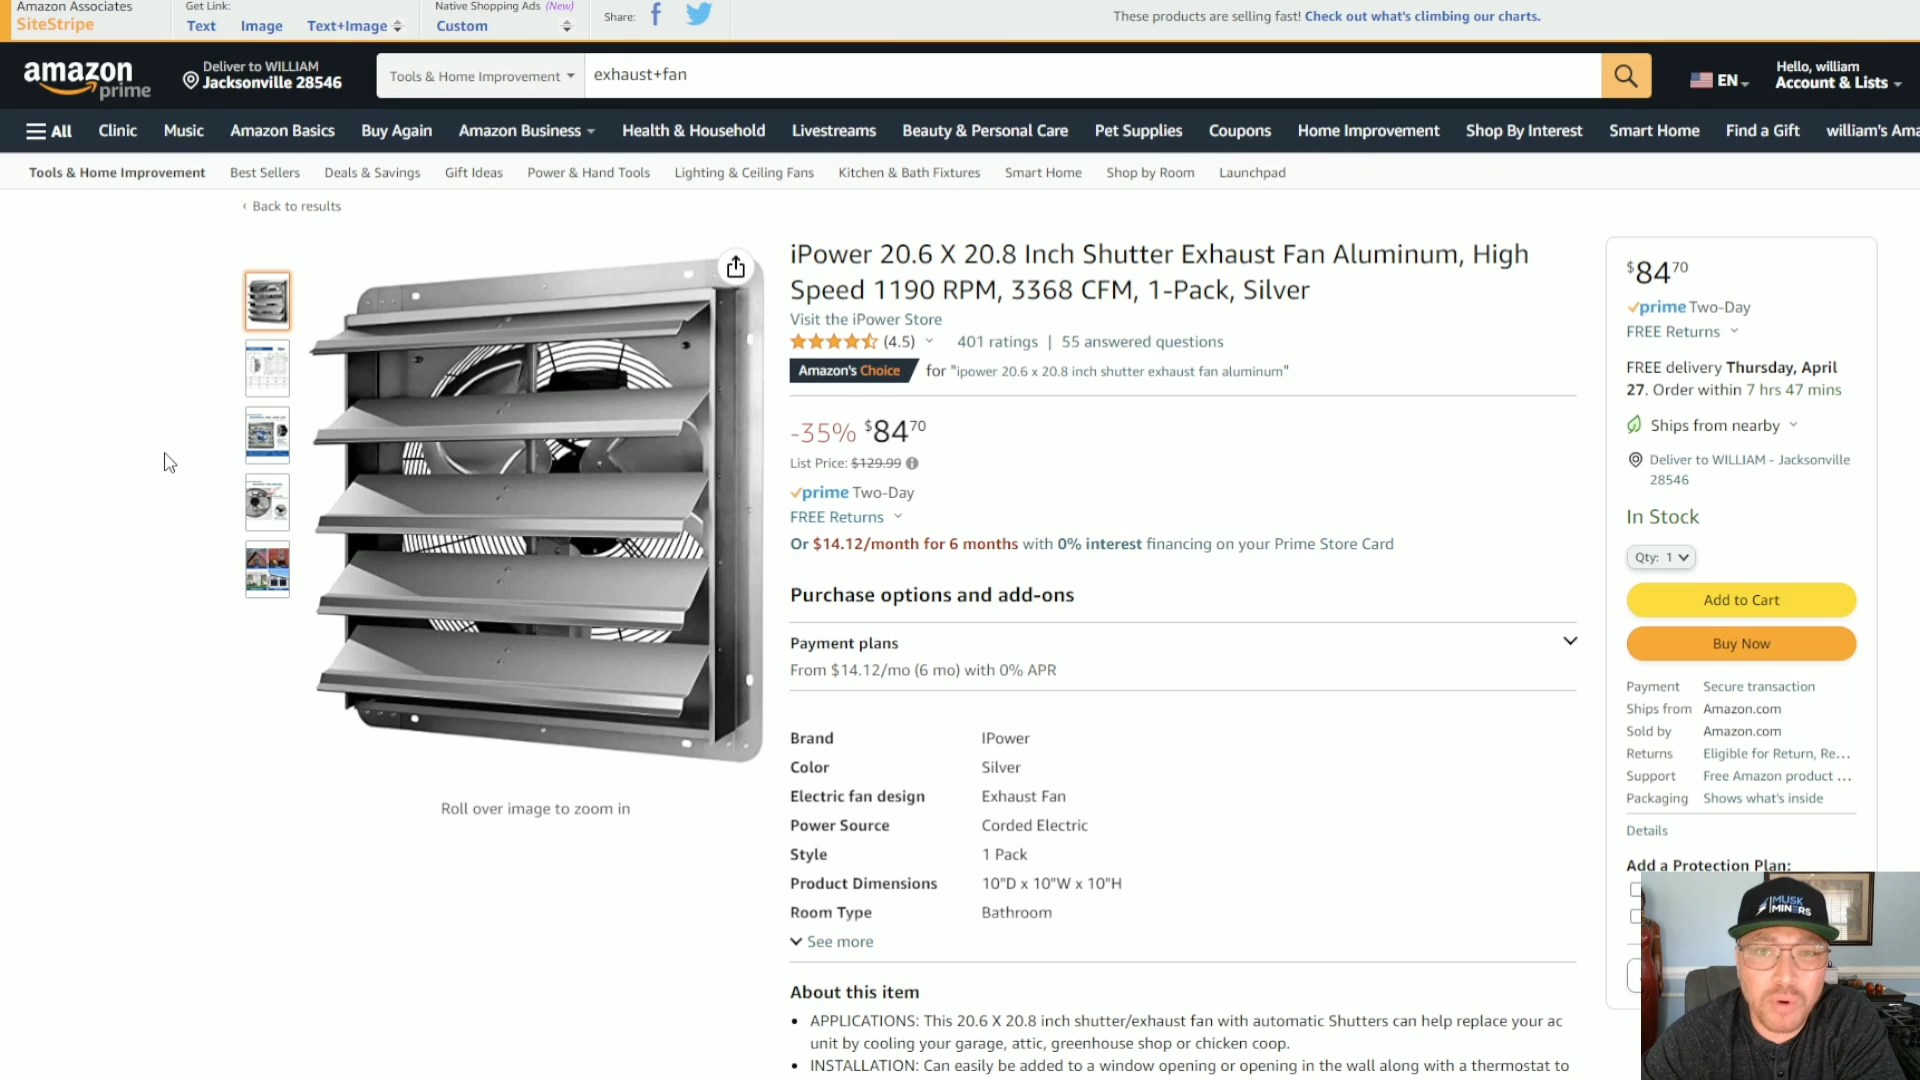 Amazon Associates
SiteStripe
Get Link:
Text Image Text+Image
Native Shopping Ads (New)
Custom
Share:
These products are selling fast! Check out what's climbing our charts.
amazon prime
Deliver to WILLIAM
Jacksonville 28546
Tools & Home Improvement
exhaust+fan
EN
Hello, william
Account & Lists
All Clinic Music Amazon Basics Buy Again Amazon Business Health & Household Livestreams Beauty & Personal Care Pet Supplies Coupons Home Improvement Shop By Interest Smart Home Find a Gift william's Ama
Tools & Home Improvement Best Sellers Deals & Savings Gift Ideas Power & Hand Tools Lighting & Ceiling Fans Kitchen & Bath Fixtures Smart Home Shop by Room Launchpad
‹ Back to results
Roll over image to zoom in
iPower 20.6 X 20.8 Inch Shutter Exhaust Fan Aluminum, High
Speed 1190 RPM, 3368 CFM, 1-Pack, Silver
Visit the iPower Store
(4.5) 401 ratings | 55 answered questions
Amazon's Choice for "ipower 20.6 x 20.8 inch shutter exhaust fan aluminum"
-35% $84 70
List Price: $129.99
prime Two-Day
FREE Returns
Or $14.12/month for 6 months with 0% interest financing on your Prime Store Card
Purchase options and add-ons
Payment plans
From $14.12/mo (6 mo) with 0% APR
Brand IPower
Color Silver
Electric fan design Exhaust Fan
Power Source Corded Electric
Style 1 Pack
Product Dimensions 10"D x 10"W x 10"H
Room Type Bathroom
See more
About this item
• APPLICATIONS: This 20.6 X 20.8 inch shutter/exhaust fan with automatic Shutters can help replace your ac
unit by cooling your garage, attic, greenhouse shop or chicken coop.
• INSTALLATION: Can easily be added to a window opening or opening in the wall along with a thermostat to
$84 70
prime Two-Day
FREE Returns
FREE delivery Thursday, April
27. Order within 7 hrs 47 mins
Ships from nearby
Deliver to WILLIAM - Jacksonville
28546
In Stock
Qty: 1
Add to Cart
Buy Now
Payment Secure transaction
Ships from Amazon.com
Sold by Amazon.com
Returns Eligible for Return, Re...
Support Free Amazon product ...
Packaging Shows what's inside
Details
Add a Protection Plan:
MUSK
MINERS